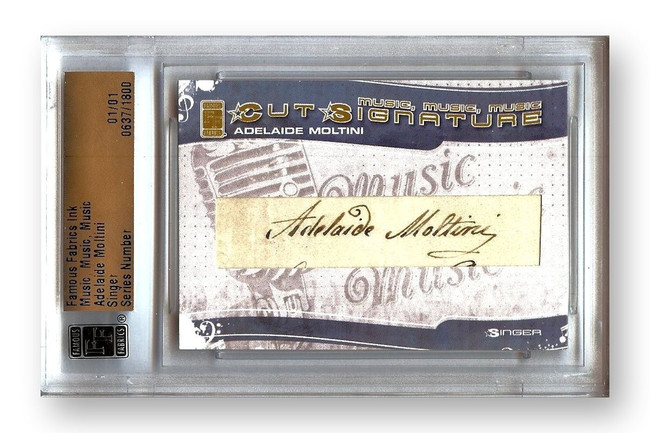 01/01
0637/1800
Famous Fabrics Ink
Music, Music, Music
Adelaide Moltini
Singer
Series Number
FAMOUS
FABRICS
MUSIC, MUSIC, MUSIC
CUT SIGNATURE
ADELAIDE MOLTINI
music
Adelaide Moltini
music
SINGER